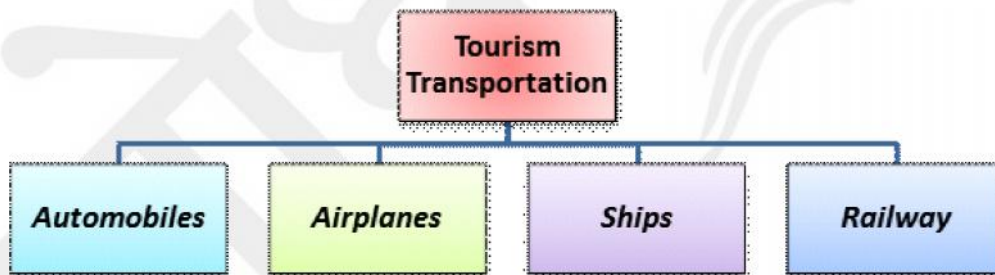 Tourism
Transportation
Automobiles
Airplanes
Ships
Railway